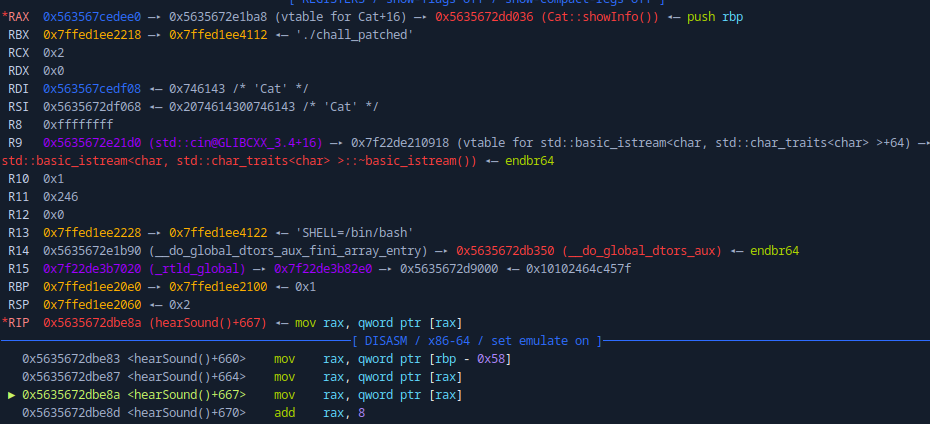 [ REGISTERS / show-flags off / show-compact-regs off ]
*RAX 0x563567cedee0 —▸ 0x5635672e1ba8 (vtable for Cat+16) —▸ 0x5635672dd036 (Cat::showInfo()) ◂— push rbp
RBX 0x7ffed1ee2218 —▸ 0x7ffed1ee4112 ◂— './chall_patched'
RCX 0x2
RDX 0x0
RDI 0x563567cedf08 ◂— 0x746143 /* 'Cat' */
RSI 0x5635672df068 ◂— 0x2074614300746143 /* 'Cat' */
R8 0xffffffff
R9 0x5635672e21d0 (std::cin@GLIBCXX_3.4+16) —▸ 0x7f22de210918 (vtable for std::basic_istream<char, std::char_traits<char> >+64) —▸
std::basic_istream<char, std::char_traits<char> >::~basic_istream()) ◂— endbr64
R10 0x1
R11 0x246
R12 0x0
R13 0x7ffed1ee2228 —▸ 0x7ffed1ee4122 ◂— 'SHELL=/bin/bash'
R14 0x5635672e1b90 (__do_global_dtors_aux_fini_array_entry) —▸ 0x5635672db350 (__do_global_dtors_aux) ◂— endbr64
R15 0x7f22de3b7020 (_rtld_global) —▸ 0x7f22de3b82e0 —▸ 0x5635672d9000 ◂— 0x10102464c457f
RBP 0x7ffed1ee20e0 —▸ 0x7ffed1ee2100 ◂— 0x1
RSP 0x7ffed1ee2060 ◂— 0x2
*RIP 0x5635672dbe8a (hearSound()+667) ◂— mov rax, qword ptr [rax]
[ DISASM / x86-64 / set emulate on ]
0x5635672dbe83 <hearSound()+660> mov rax, qword ptr [rbp - 0x58]
0x5635672dbe87 <hearSound()+664> mov rax, qword ptr [rax]
► 0x5635672dbe8a <hearSound()+667> mov rax, qword ptr [rax]
0x5635672dbe8d <hearSound()+670> add rax, 8